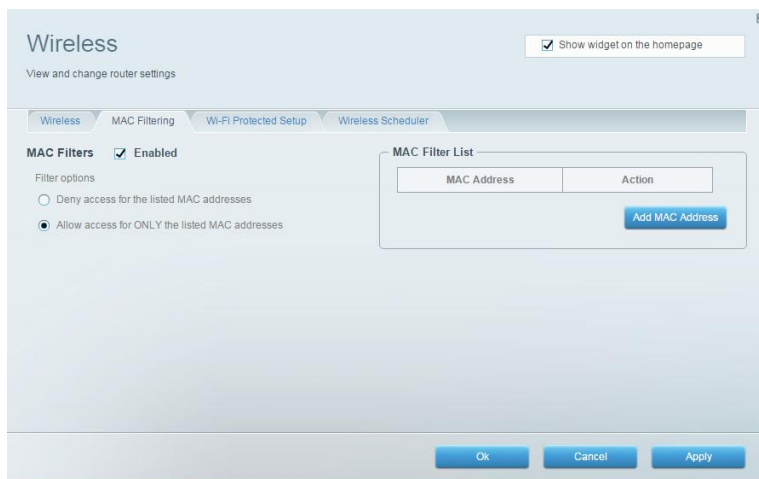 Wireless
Show widget on the homepage
View and change router settings
Wireless
MAC Filtering
Wi-Fi Protected Setup
Wireless Scheduler
MAC Filters
Enabled
Filter options
Deny access for the listed MAC addresses
Allow access for ONLY the listed MAC addresses
MAC Filter List
MAC Address
Action
Add MAC Address
Ok
Cancel
Apply